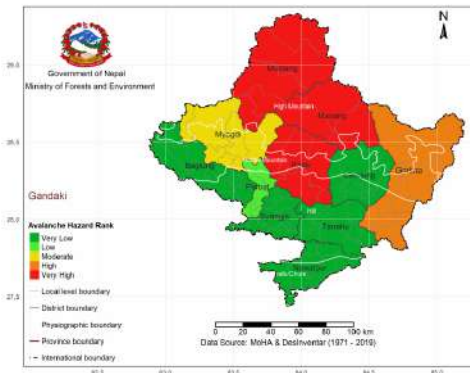 Government of Nepal
Ministry of Forests and Environment
N
Mustang
High Mountain
Manang
Myagdi
Gorkha
Baglung
Parbat
Syangja
Hill
Tanahu
Gandaki
Avalanche Hazard Rank
Very Low
Low
Moderate
High
Very High
Local level boundary
District boundary
Physiographic boundary
Province boundary
International boundary
0 20 40 60 80 100 km
Data Source: MoHA & DesInventar (1971 - 2019)